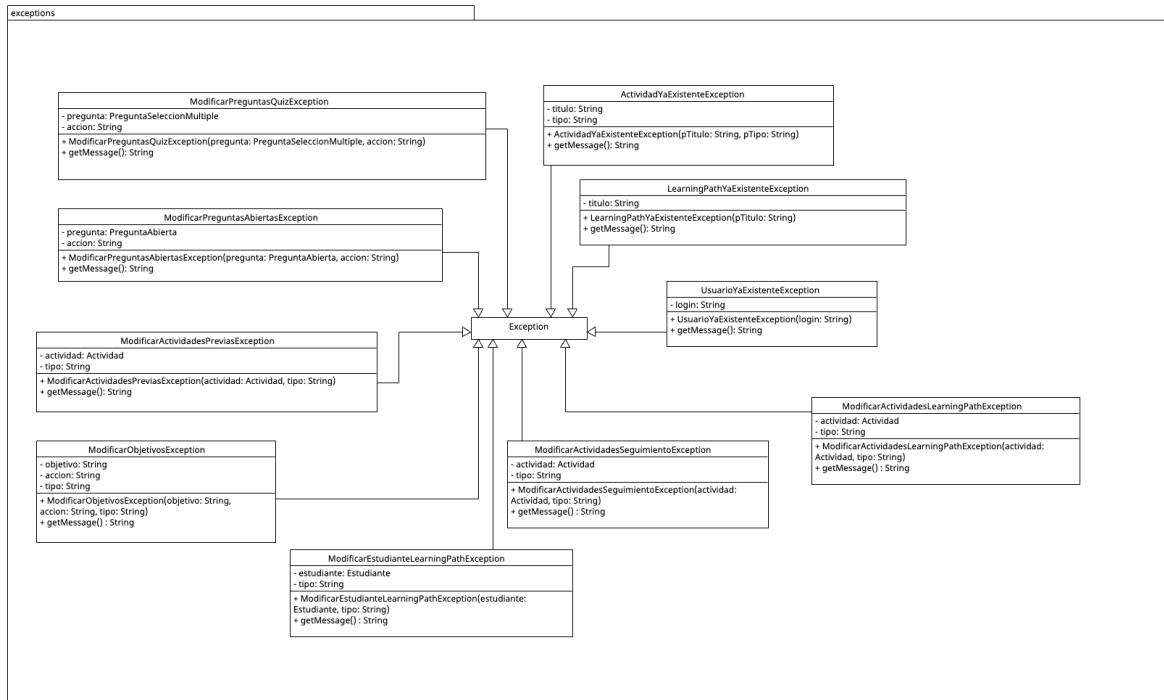 exceptions
ModificarPreguntasQuizException
- pregunta: PreguntaSeleccionMultiple
- accion: String
+ ModificarPreguntasQuizException(pregunta: PreguntaSeleccionMultiple, accion: String)
+ getMessage(): String
ActividadYaExistenteException
- titulo: String
- tipo: String
+ ActividadYaExistenteException(pTitulo: String, pTipo: String)
+ getMessage(): String
LearningPathYaExistenteException
- titulo: String
+ LearningPathYaExistenteException(pTitulo: String)
+ getMessage(): String
ModificarPreguntasAbiertasException
- pregunta: PreguntaAbierta
- accion: String
+ ModificarPreguntasAbiertasException(pregunta: PreguntaAbierta, accion: String)
+ getMessage(): String
UsuarioYaExistenteException
- login: String
+ UsuarioYaExistenteException(login: String)
+ getMessage(): String
Exception
ModificarActividadesPreviasException
- actividad: Actividad
- tipo: String
+ ModificarActividadesPreviasException(actividad: Actividad, tipo: String)
+ getMessage(): String
ModificarActividadesLearningPathException
- actividad: Actividad
- tipo: String
+ ModificarActividadesLearningPathException(actividad:
Actividad, tipo: String)
+ getMessage() : String
ModificarObjetivosException
- objetivo: String
- accion: String
- tipo: String
+ ModificarObjetivosException(objetivo: String,
accion: String, tipo: String)
+ getMessage() : String
ModificarActividadesSeguimientoException
- actividad: Actividad
- tipo: String
+ ModificarActividadesSeguimientoException(actividad:
Actividad, tipo: String)
+ getMessage() : String
ModificarEstudianteLearningPathException
- estudiante: Estudiante
- tipo: String
+ ModificarEstudianteLearningPathException(estudiante:
Estudiante, tipo: String)
+ getMessage() : String